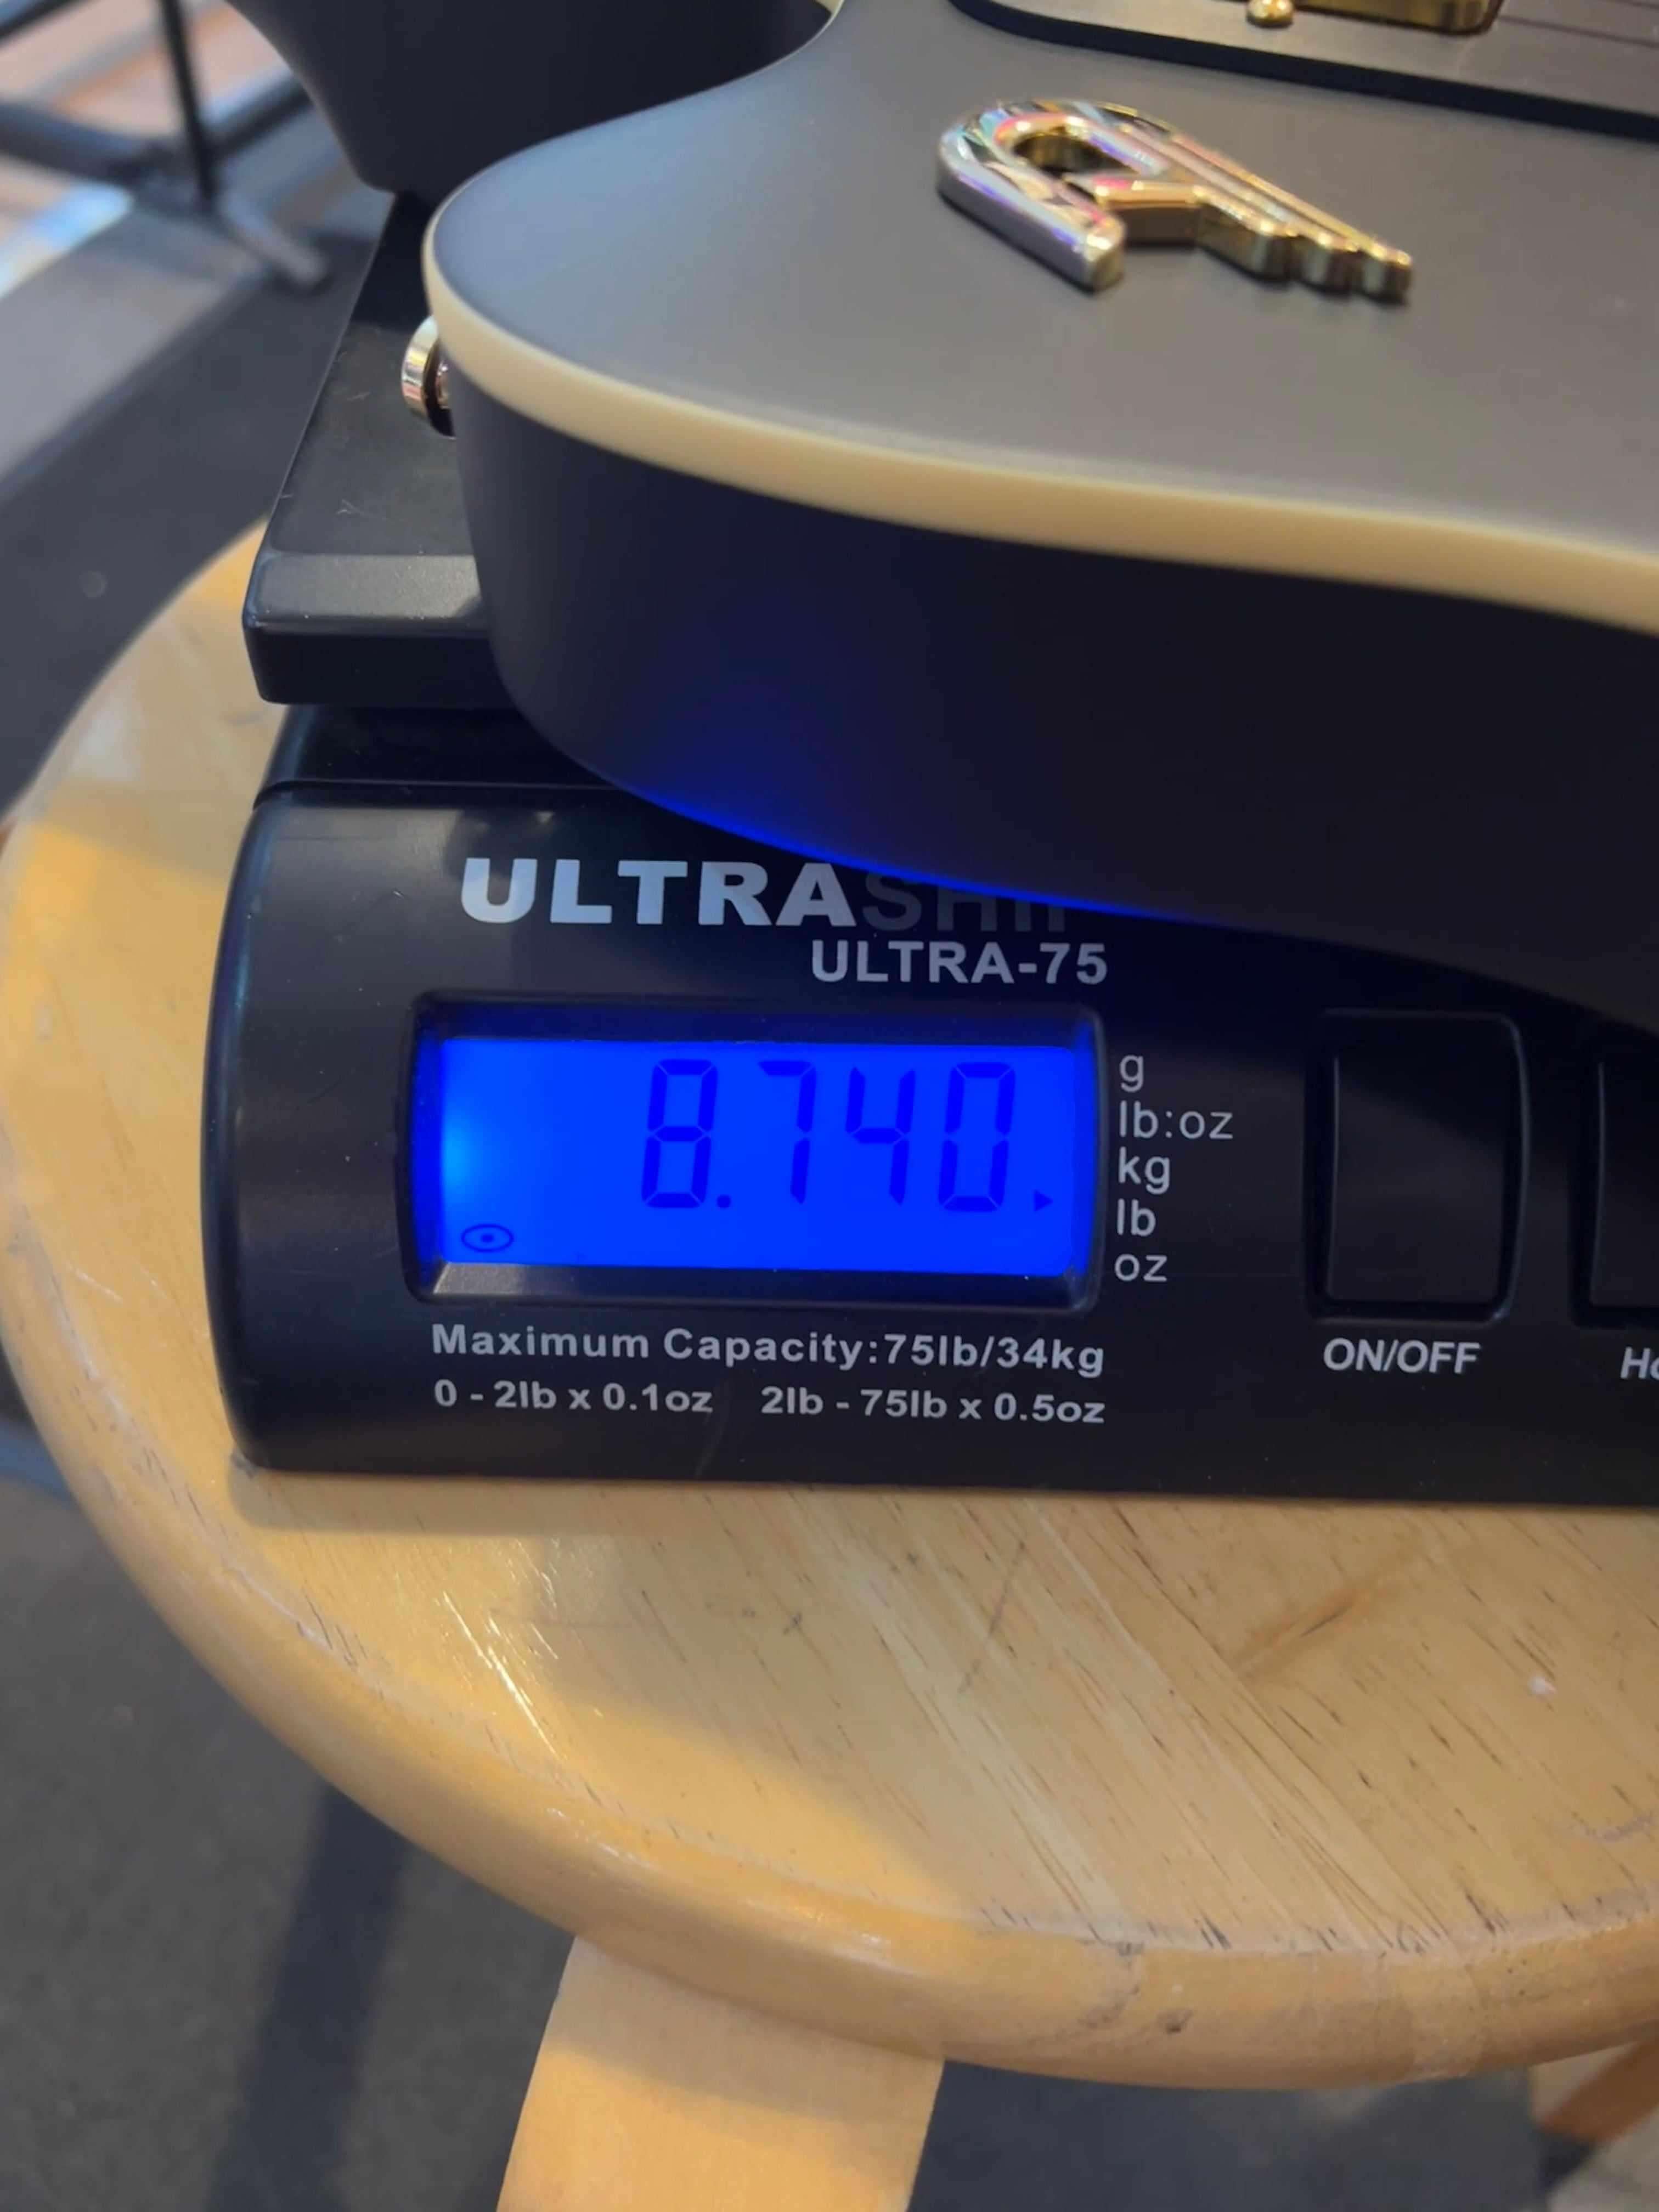 ULTRASHIP
ULTRA-75
8.740
g
lb:oz
kg
lb
oz
Maximum Capacity:75lb/34kg
0 - 2lb x 0.1oz 2lb - 75lb x 0.5oz
ON/OFF